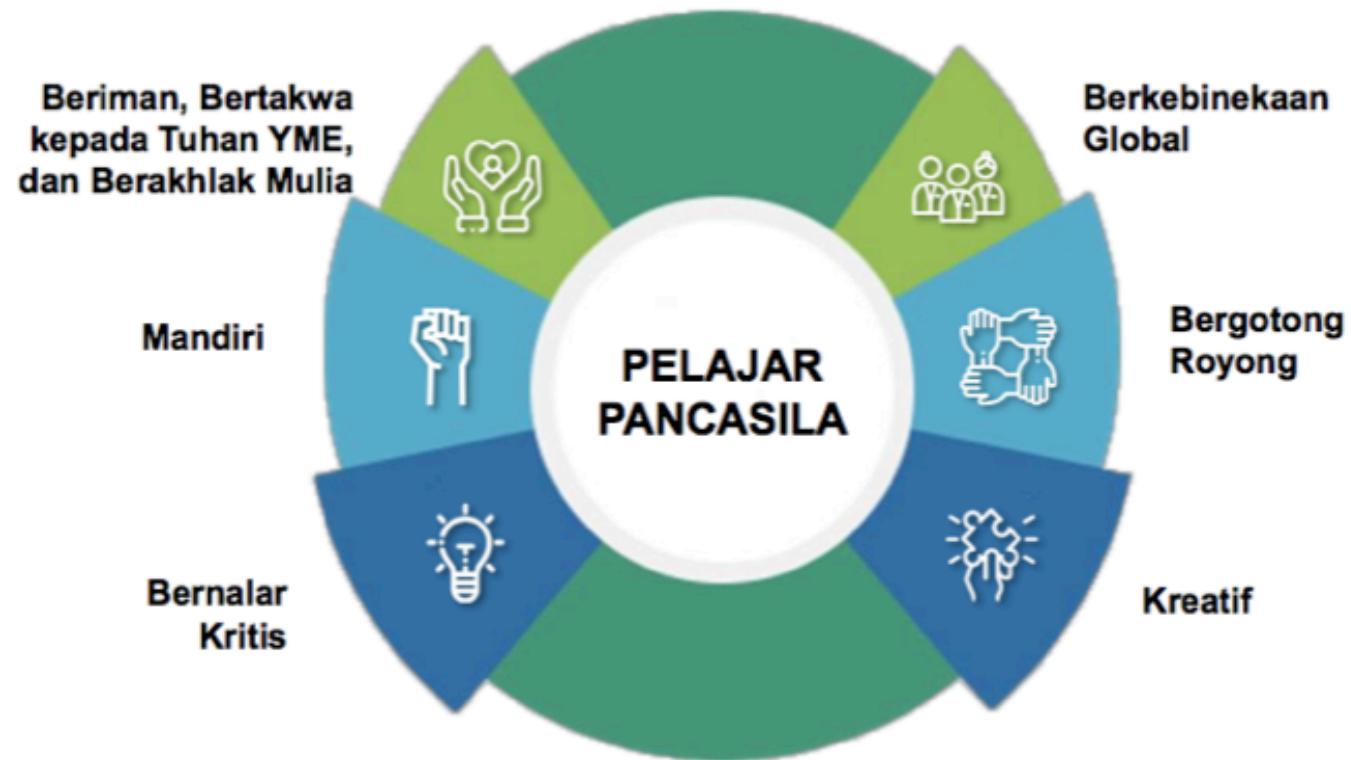 Beriman, Bertakwa
kepada Tuhan YME,
dan Berakhlak Mulia
Berkebinekaan
Global
Mandiri
Bergotong
Royong
PELAJAR
PANCASILA
Bernalar
Kritis
Kreatif